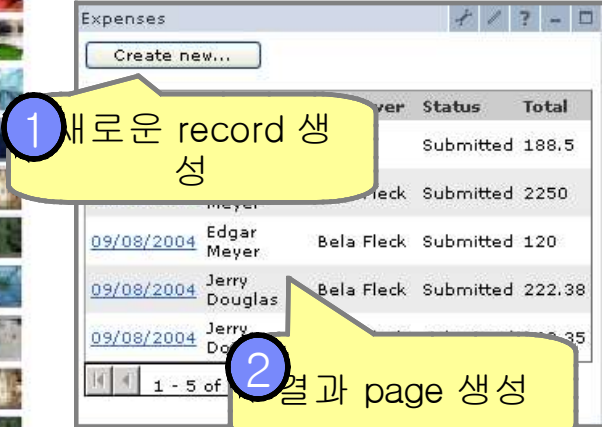 Expenses ?
Create new...
ver Status Total
1 새로운 record 생
성
Submitted 188.5
Meyer Fleck Submitted 2250
09/08/2004 Edgar Meyer Bela Fleck Submitted 120
09/08/2004 Jerry Douglas Bela Fleck Submitted 222.38
09/08/2004 Jerry Do 35
1 - 5 of
2 결과 page 생성